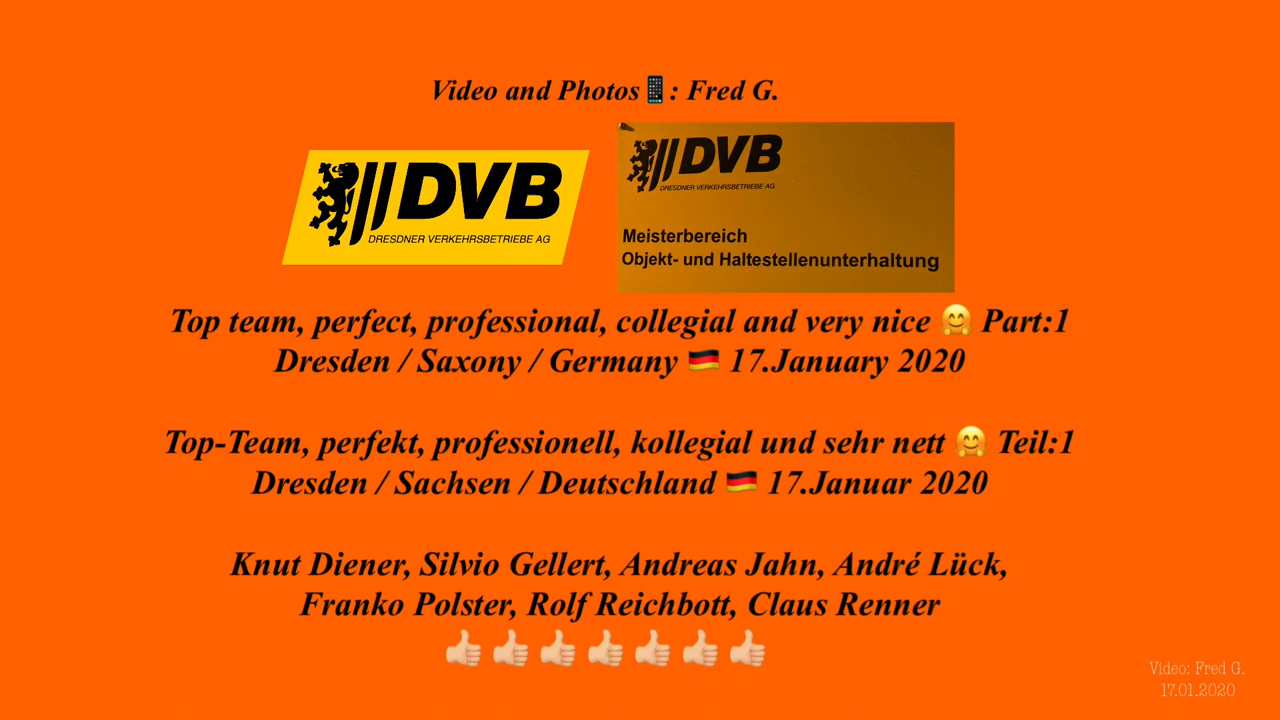 Video and Photos📱: Fred G.
DVB
DRESDNER VERKEHRSBETRIEBE AG
DVB
DRESDNER VERKEHRSBETRIEBE AG
Meisterbereich
Objekt- und Haltestellenunterhaltung
Top team, perfect, professional, collegial and very nice 🤗 Part:1
Dresden / Saxony / Germany 🇩🇪 17.January 2020
Top-Team, perfekt, professionell, kollegial und sehr nett 🤗 Teil:1
Dresden / Sachsen / Deutschland 🇩🇪 17.Januar 2020
Knut Diener, Silvio Gellert, Andreas Jahn, André Lück,
Franko Polster, Rolf Reichbott, Claus Renner
👍🏻 👍🏻 👍🏻 👍🏻 👍🏻 👍🏻 👍🏻
Video: Fred G.
17.01.2020